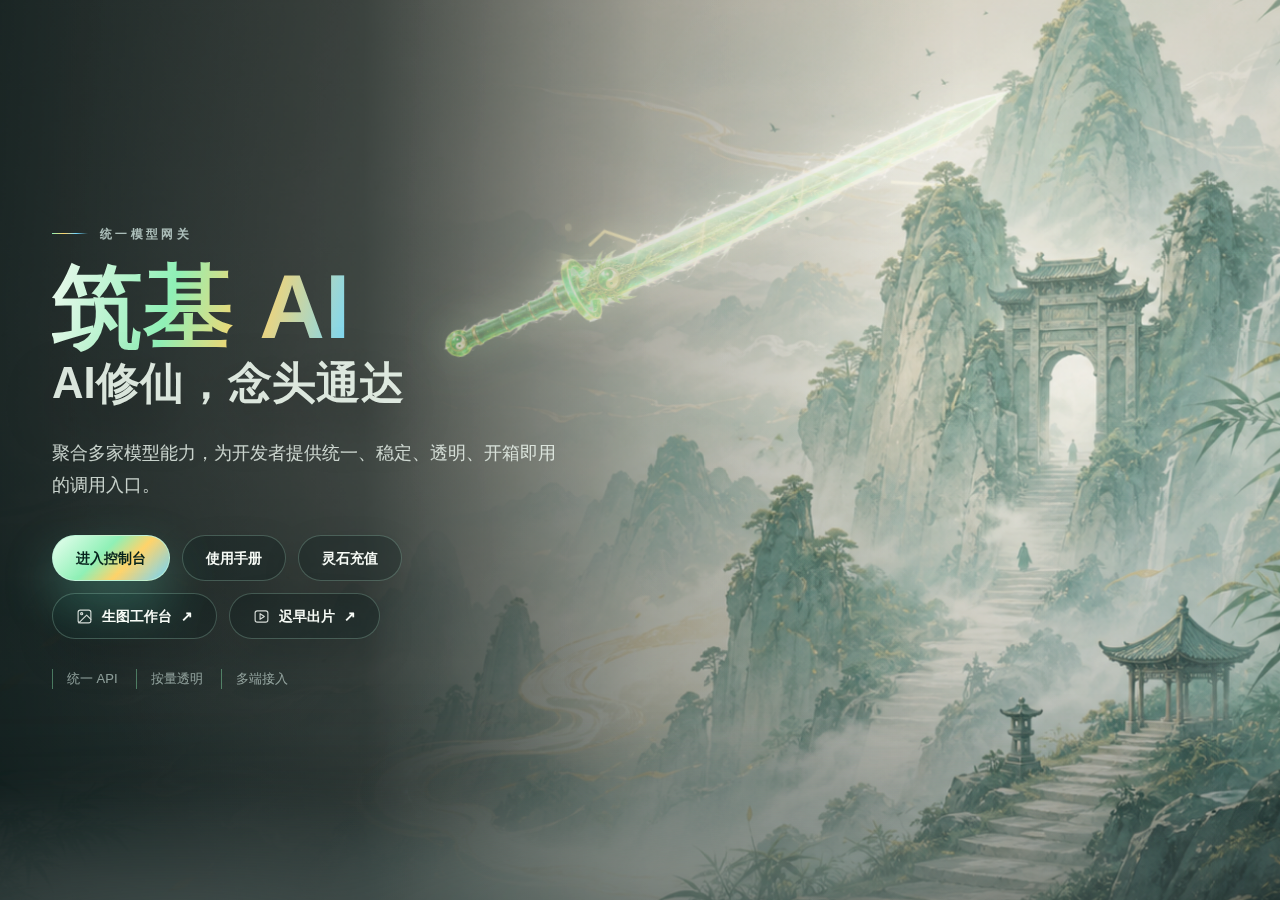 统一模型网关
筑基 AI
AI修仙，念头通达
聚合多家模型能力，为开发者提供统一、稳定、透明、开箱即用
的调用入口。
进入控制台 使用手册 灵石充值
生图工作台 ↗ 迟早出片 ↗
统一 API 按量透明 多端接入